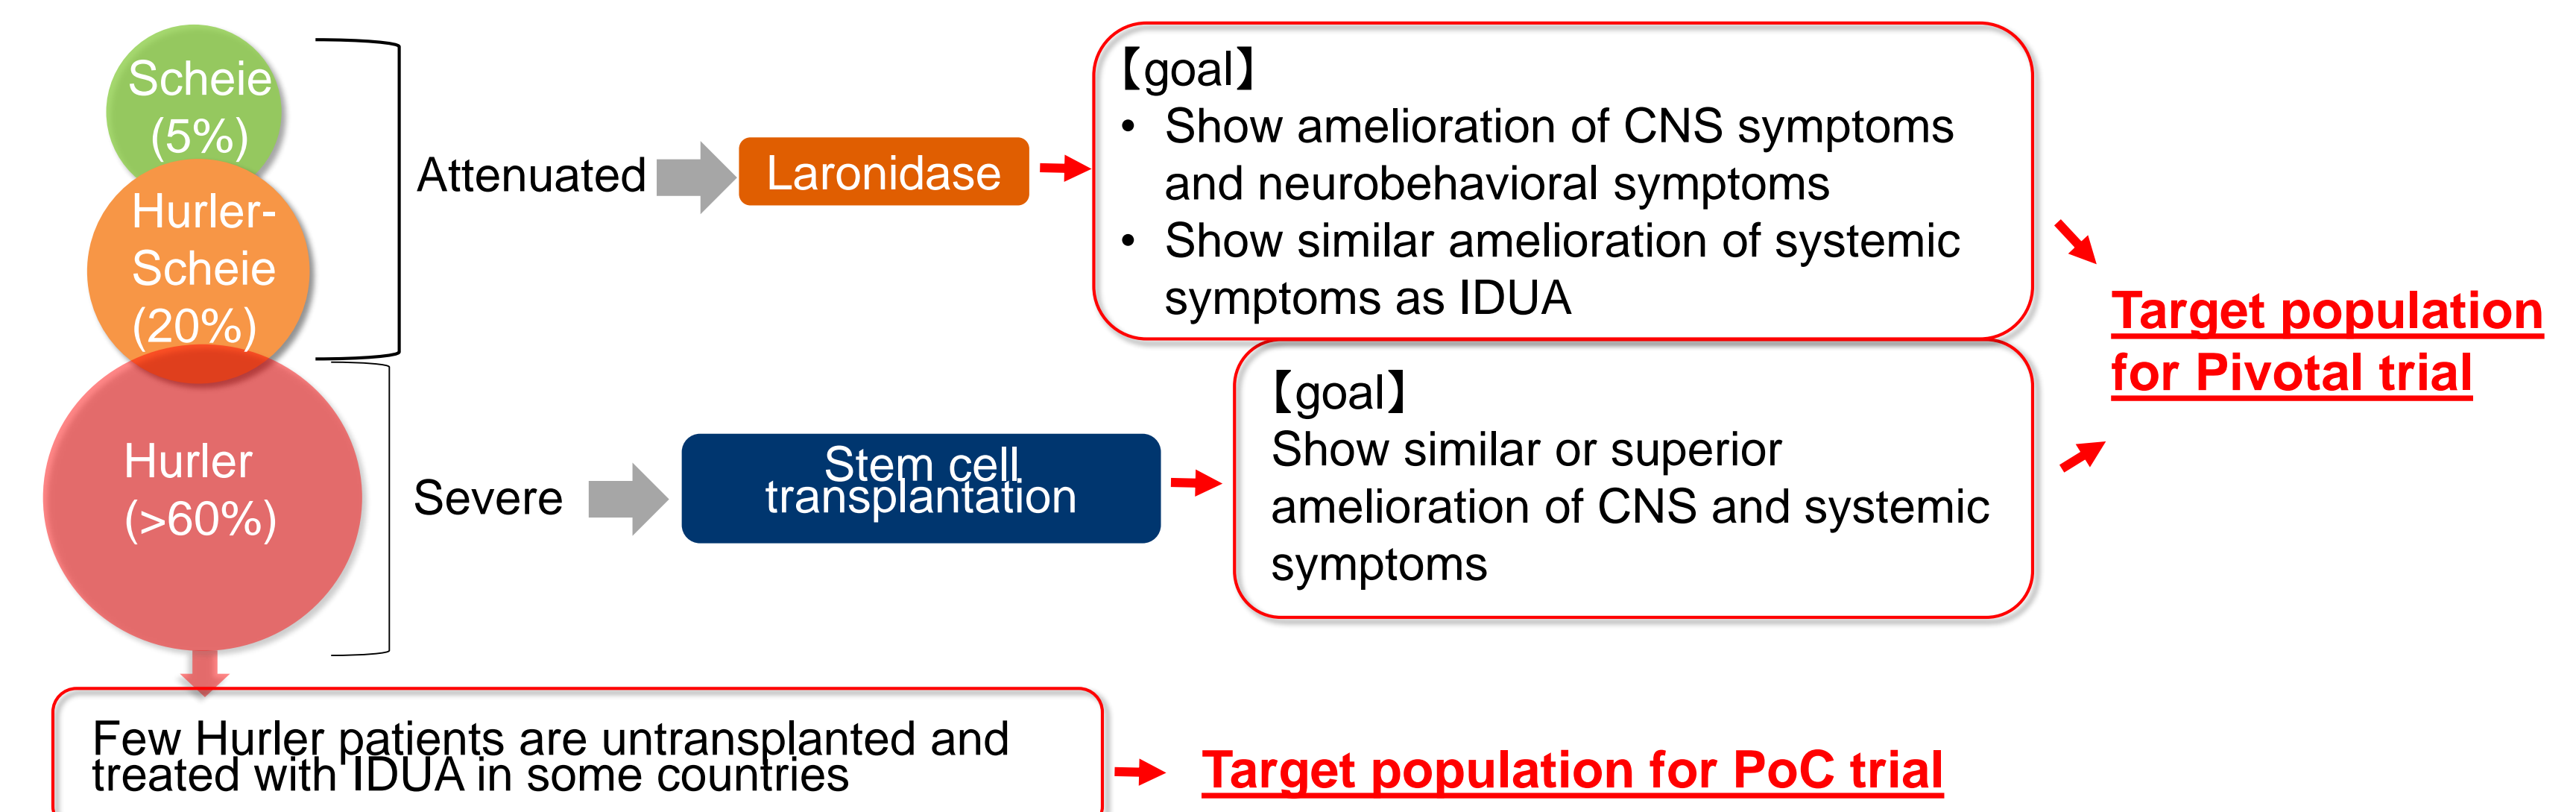 Scheie
(5%)
Hurler-
Scheie
(20%)
Hurler
(>60%)
Attenuated
Laronidase
【goal】
• Show amelioration of CNS symptoms
and neurobehavioral symptoms
• Show similar amelioration of systemic
symptoms as IDUA
Severe
Stem cell
transplantation
【goal】
Show similar or superior
amelioration of CNS and systemic
symptoms
Target population
for Pivotal trial
Few Hurler patients are untransplanted and
treated with IDUA in some countries
Target population for PoC trial